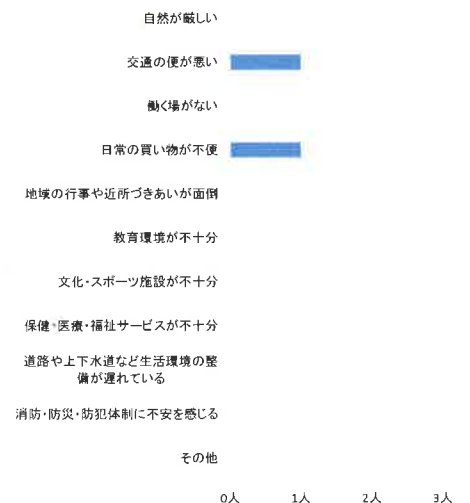 自然が厳しい
交通の便が悪い
働く場がない
日常の買い物が不便
地域の行事や近所づきあいが面倒
教育環境が不十分
文化・スポーツ施設が不十分
保健・医療・福祉サービスが不十分
道路や上下水道など生活環境の整
備が遅れている
消防・防災・防犯体制に不安を感じる
その他
0人 1人 2人 3人